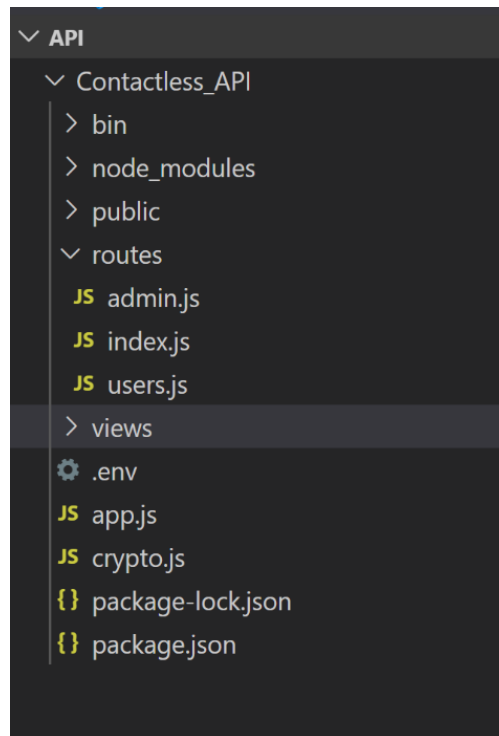 API
Contactless_API
bin
node_modules
public
routes
JS admin.js
JS index.js
JS users.js
views
.env
JS app.js
JS crypto.js
{} package-lock.json
{} package.json